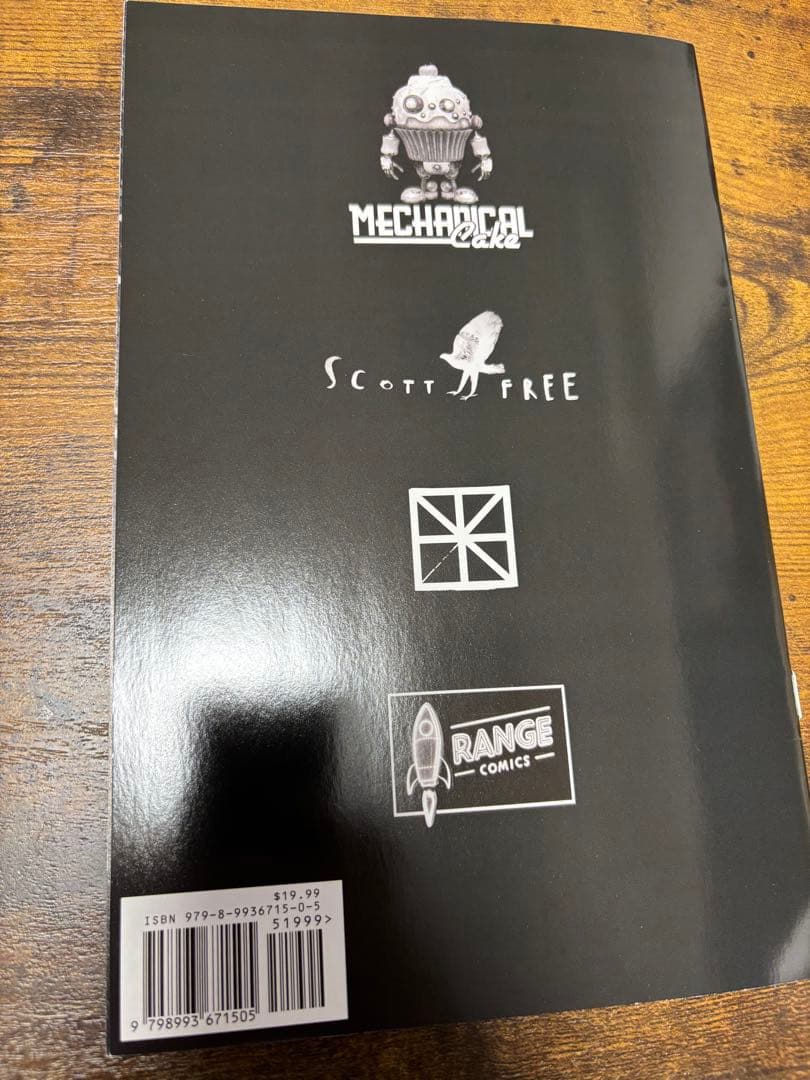 MECHANICAL
Cake
SCOTT FREE
RANGE
COMICS
$19.99
ISBN 979-8-9936715-0-5
51999>
9 798993 671505